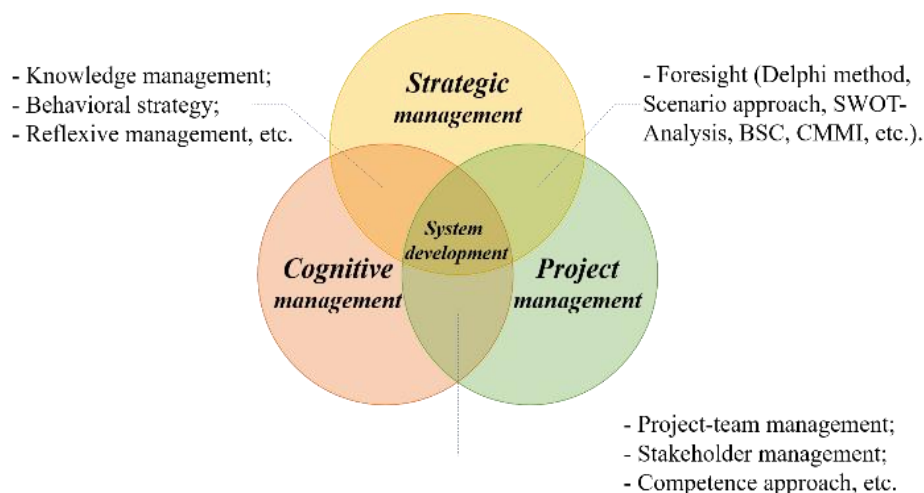 Strategic
management
- Knowledge management;
- Behavioral strategy;
- Reflexive management, etc.
- Foresight (Delphi method,
Scenario approach, SWOT-
Analysis, BSC, CMMI, etc.).
System
development
Cognitive
management
Project
management
- Project-team management;
- Stakeholder management;
- Competence approach, etc.